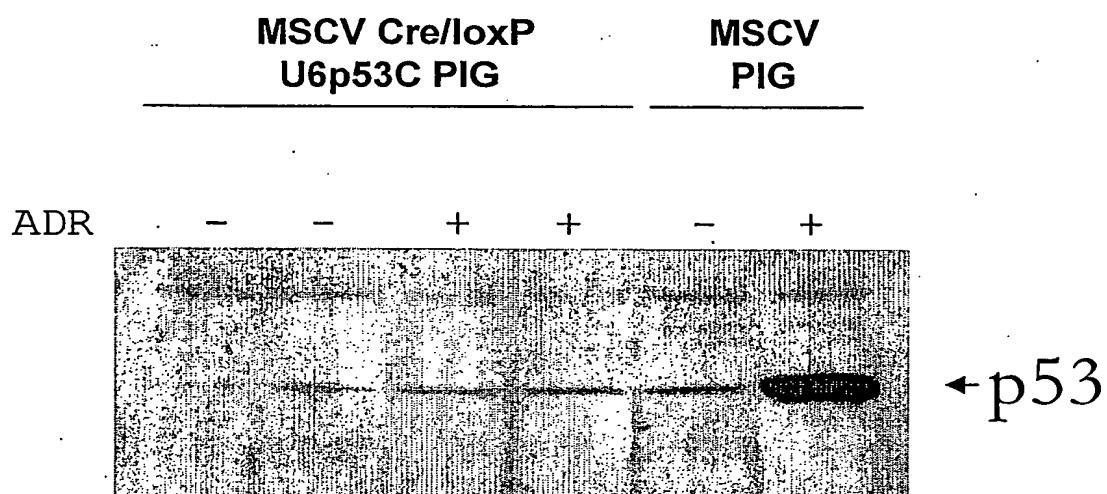 MSCV Cre/loxP
U6p53C PIG
MSCV
PIG
ADR - - + + - +
←p53